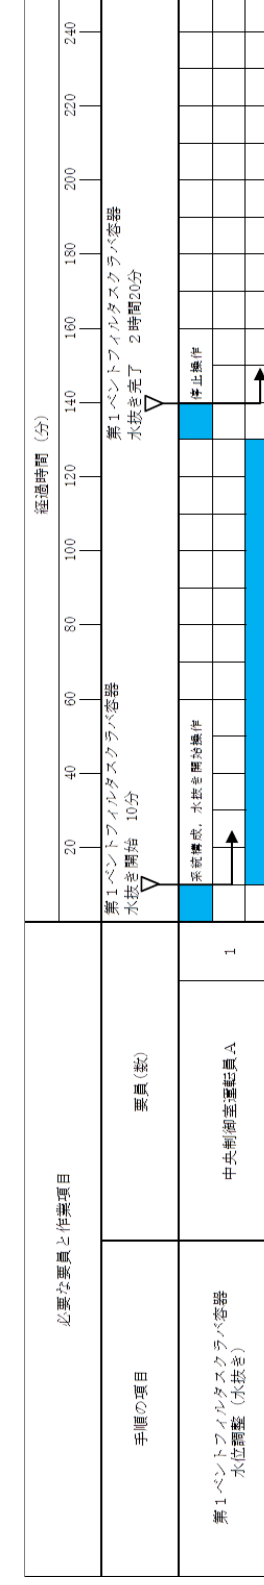 必要な要員と作業項目
経過時間（分）
20 40 60 80 100 120 140 160 180 200 220 240
手順の項目
要員(数)
第１ベントフィルタスクラバ容器
水抜き開始　10分
第１ベントフィルタスクラバ容器
水抜き完了　２時間20分
第１ベントフィルタスクラバ容器
水位調整（水抜き）
中央制御室運転員Ａ
1
系統構成，水抜き開始操作
停止操作